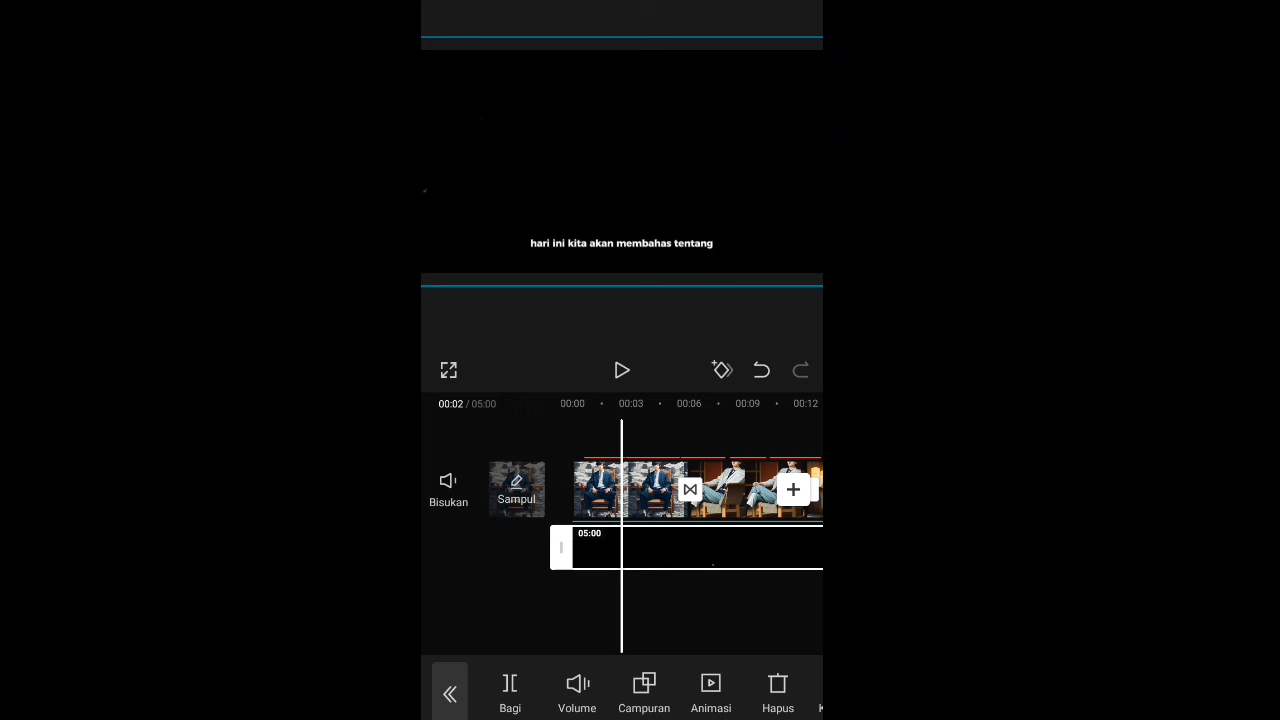 hari ini kita akan membahas tentang
00:02 / 05:00
00:00
00:03
00:06
00:09
00:12
Bisukan
Sampul
05:00
Bagi
Volume
Campuran
Animasi
Hapus